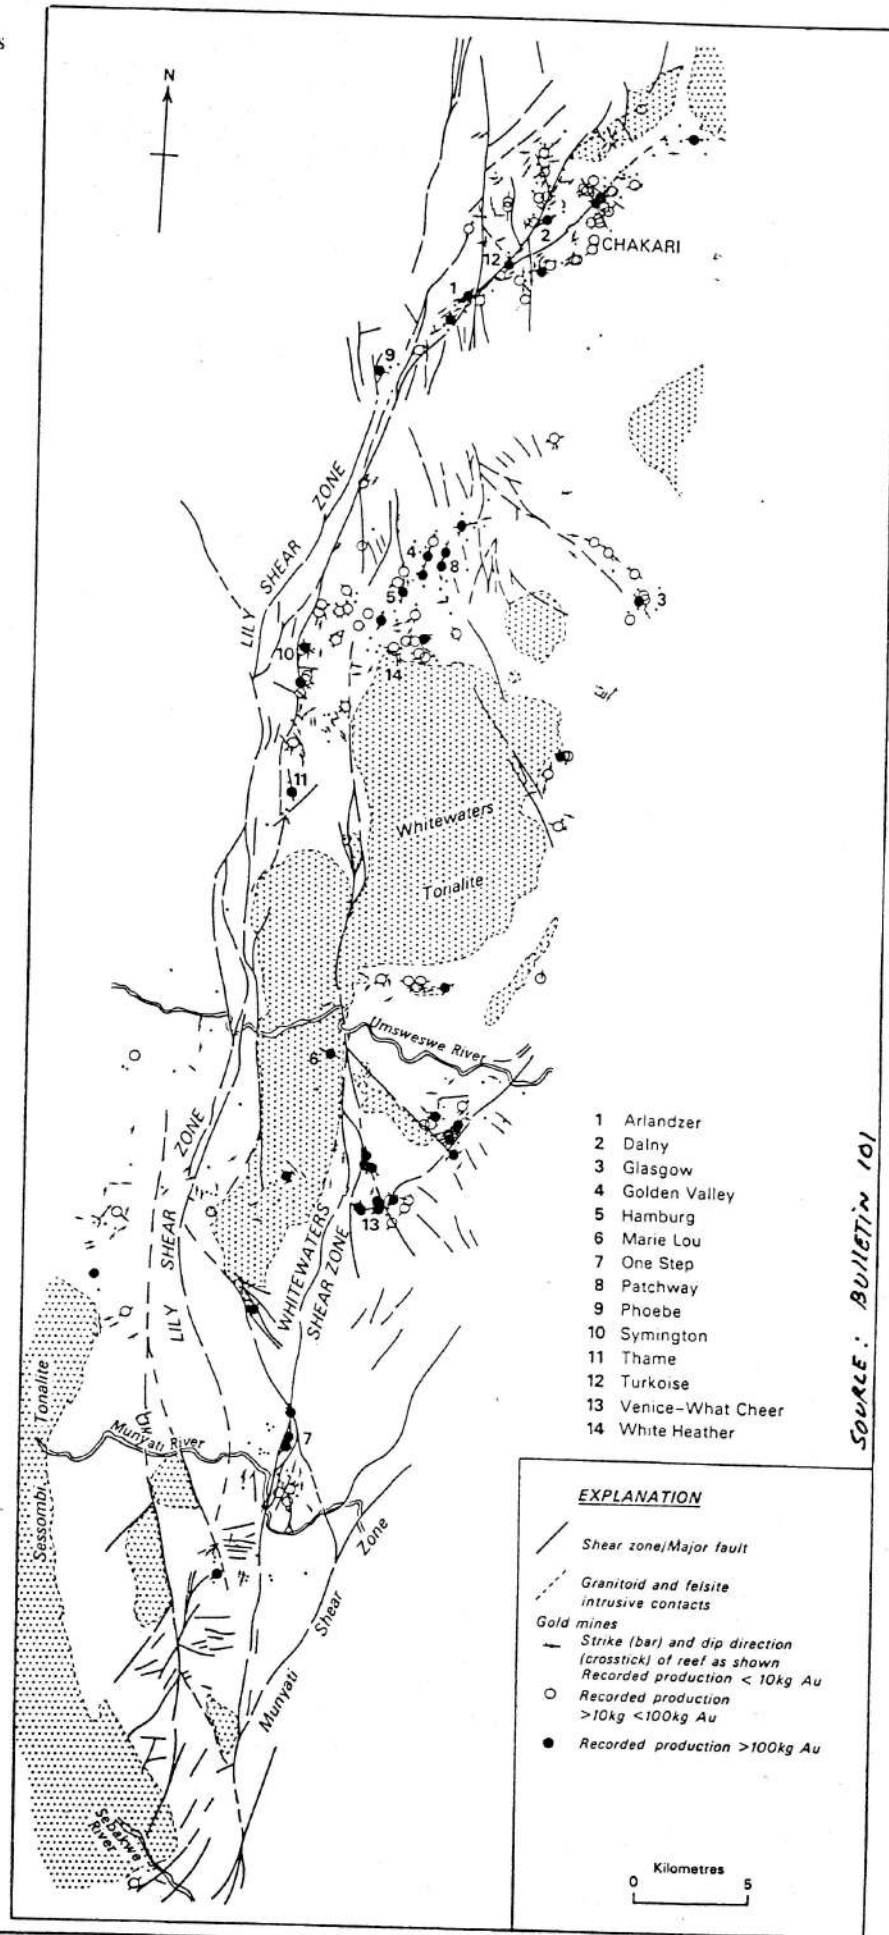 s
N
CHAKARI
2
12
1
9
LILY SHEAR ZONE
4
8
5
3
10
14
11
Whitewaters
Tonalite
Umsweswe River
6
LILY SHEAR ZONE
WHITEWATERS
SHEAR ZONE
13
Sessombi Tonalite
Munyati River
7
Munyati Shear Zone
Sebakwe
River
1 Arlandzer
2 Dalny
3 Glasgow
4 Golden Valley
5 Hamburg
6 Marie Lou
7 One Step
8 Patchway
9 Phoebe
10 Symington
11 Thame
12 Turkoise
13 Venice-What Cheer
14 White Heather
SOURLE: BULLETIN 101
EXPLANATION
Shear zone/Major fault
Granitoid and felsite
intrusive contacts
Gold mines
Strike (bar) and dip direction
(crosstick) of reef as shown
Recorded production < 10kg Au
Recorded production
>10kg <100kg Au
Recorded production >100kg Au
Kilometres
0 5